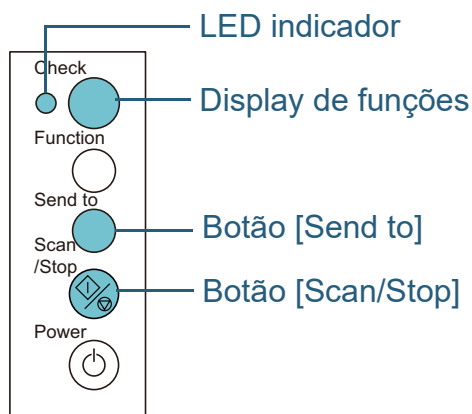 LED indicador
Check
Display de funções
Function
Send to
Botão [Send to]
Scan
/Stop
Botão [Scan/Stop]
Power